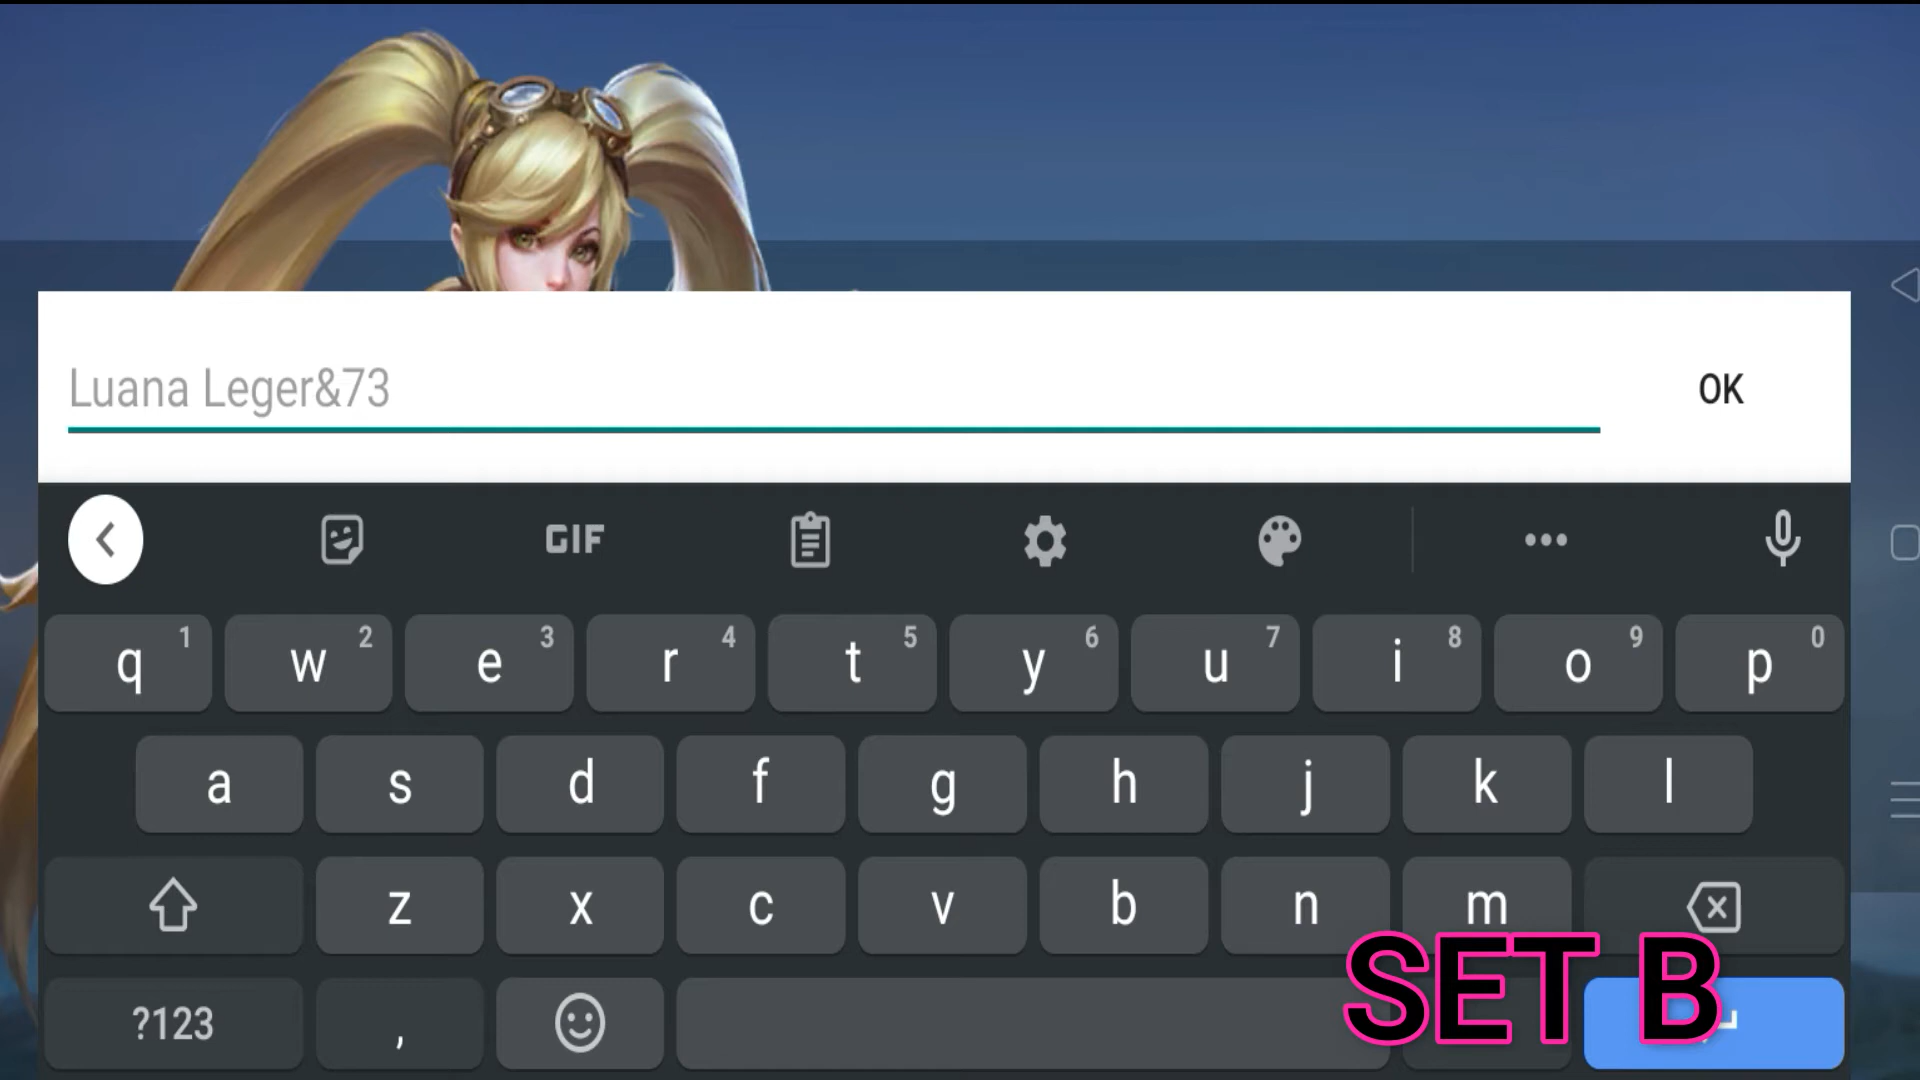 Luana Leger&73
OK
GIF
q 1 w 2 e 3 r 4 t 5 y 6 u 7 i 8 o 9 p 0
a s d f g h j k l
z x c v b n m
?123 ,
SET B